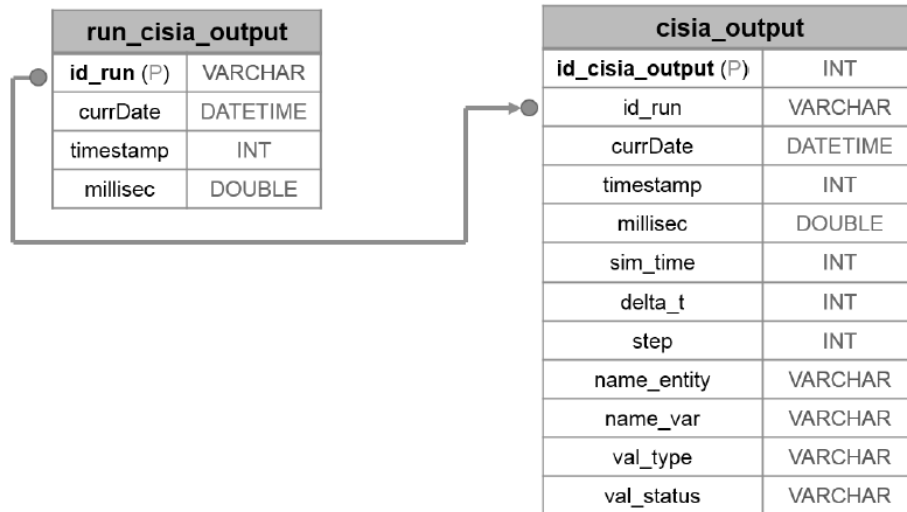 run_cisia_output
id_run (P) VARCHAR
currDate DATETIME
timestamp INT
millisec DOUBLE
cisia_output
id_cisia_output (P) INT
id_run VARCHAR
currDate DATETIME
timestamp INT
millisec DOUBLE
sim_time INT
delta_t INT
step INT
name_entity VARCHAR
name_var VARCHAR
val_type VARCHAR
val_status VARCHAR